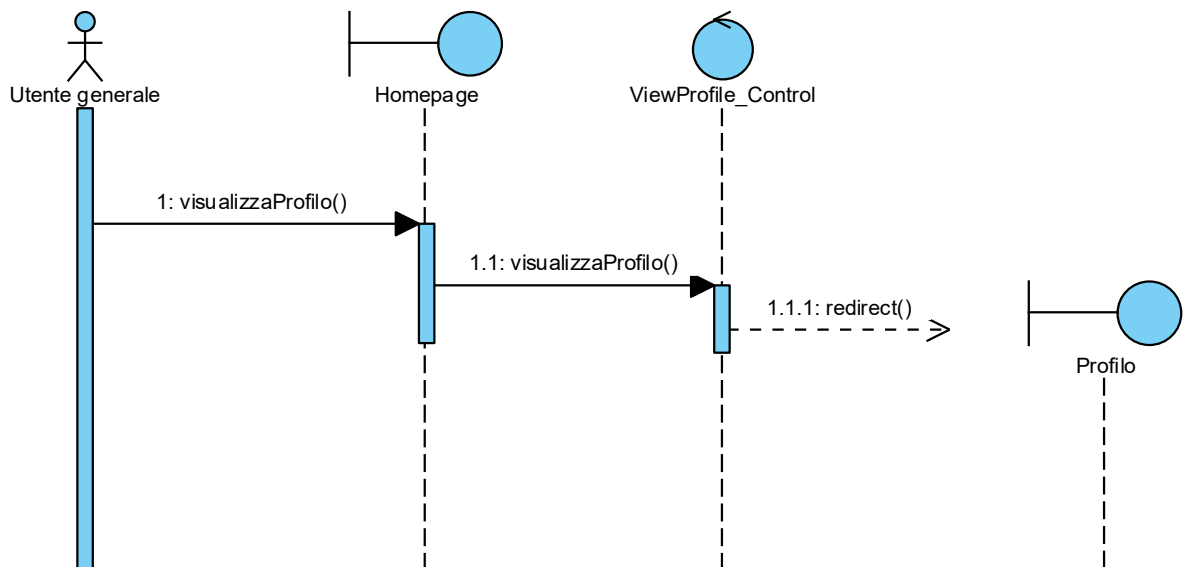 Utente generale
Homepage
ViewProfile_Control
1: visualizzaProfilo()
1.1: visualizzaProfilo()
1.1.1: redirect()
Profilo